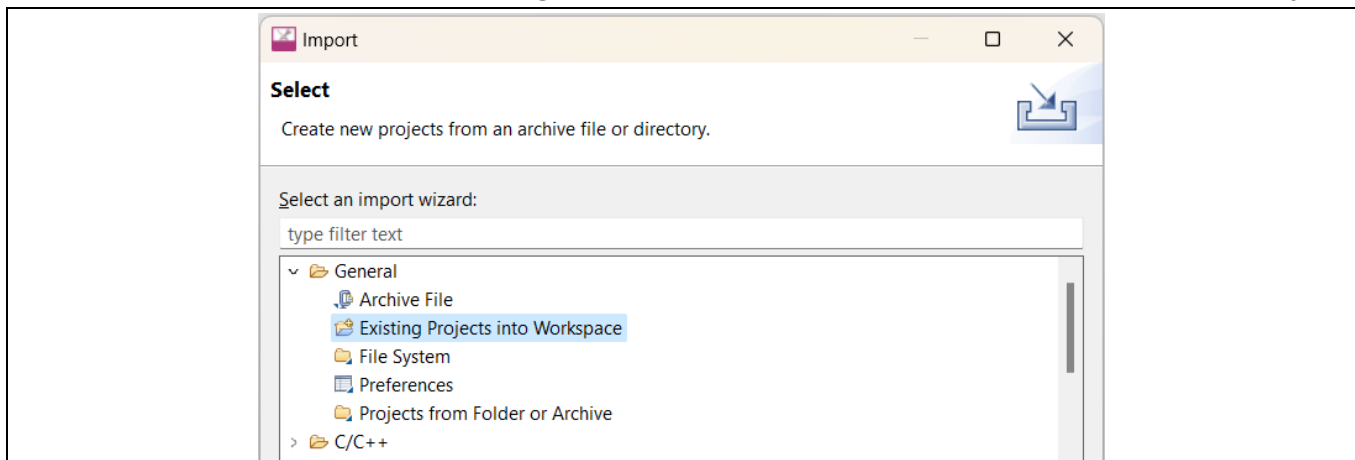 Import
Select
Create new projects from an archive file or directory.
Select an import wizard:
type filter text
General
Archive File
Existing Projects into Workspace
File System
Preferences
Projects from Folder or Archive
C/C++